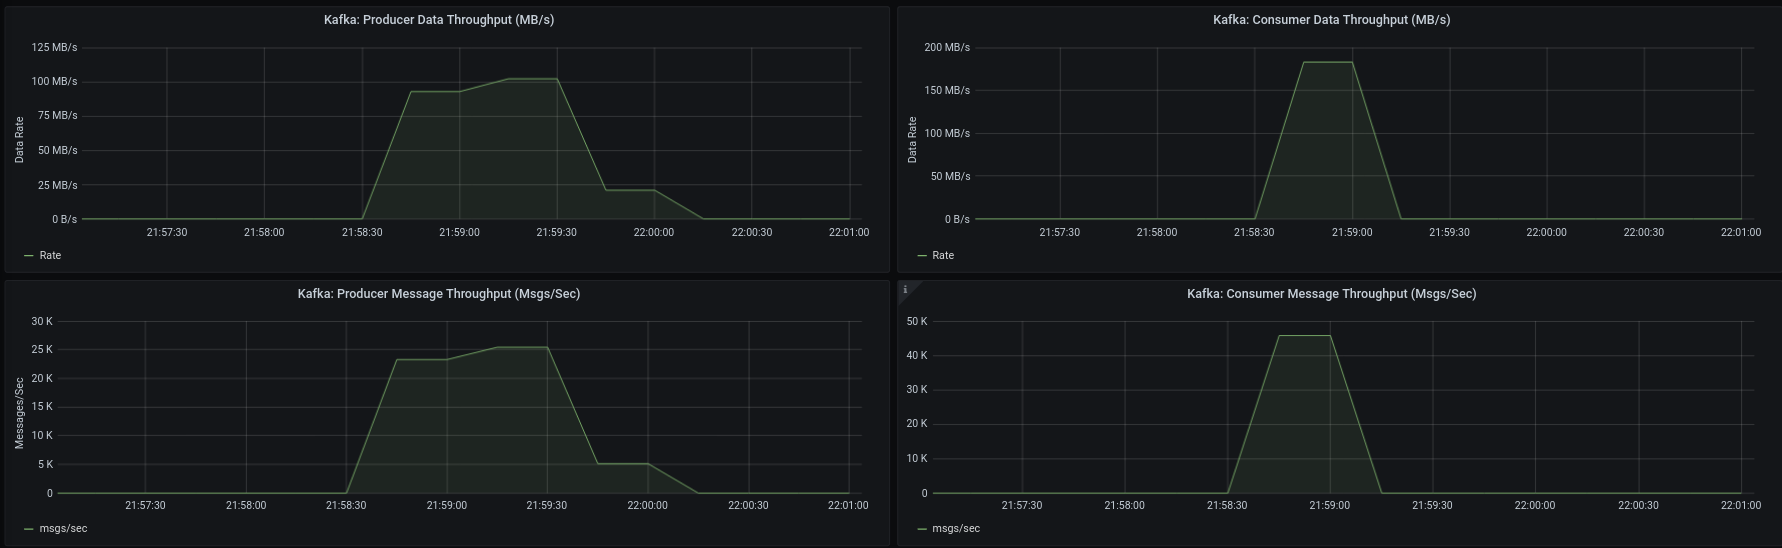 Kafka: Producer Data Throughput (MB/s)
125 MB/s
100 MB/s
75 MB/s
50 MB/s
25 MB/s
0 B/s
Data Rate
21:57:30 21:58:00 21:58:30 21:59:00 21:59:30 22:00:00 22:00:30 22:01:00
Rate
Kafka: Consumer Data Throughput (MB/s)
200 MB/s
150 MB/s
100 MB/s
50 MB/s
0 B/s
Data Rate
21:57:30 21:58:00 21:58:30 21:59:00 21:59:30 22:00:00 22:00:30 22:01:00
Rate
Kafka: Producer Message Throughput (Msgs/Sec)
30 K
25 K
20 K
15 K
10 K
5 K
0
Messages/Sec
21:57:30 21:58:00 21:58:30 21:59:00 21:59:30 22:00:00 22:00:30 22:01:00
msgs/sec
i
Kafka: Consumer Message Throughput (Msgs/Sec)
50 K
40 K
30 K
20 K
10 K
0
21:57:30 21:58:00 21:58:30 21:59:00 21:59:30 22:00:00 22:00:30 22:01:00
msgs/sec